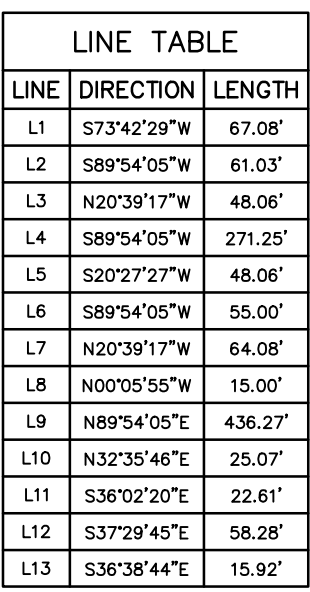 LINE TABLE
LINE DIRECTION LENGTH
L1 S73°42'29"W 67.08'
L2 S89°54'05"W 61.03'
L3 N20°39'17"W 48.06'
L4 S89°54'05"W 271.25'
L5 S20°27'27"W 48.06'
L6 S89°54'05"W 55.00'
L7 N20°39'17"W 64.08'
L8 N00°05'55"W 15.00'
L9 N89°54'05"E 436.27'
L10 N32°35'46"E 25.07'
L11 S36°02'20"E 22.61'
L12 S37°29'45"E 58.28'
L13 S36°38'44"E 15.92'